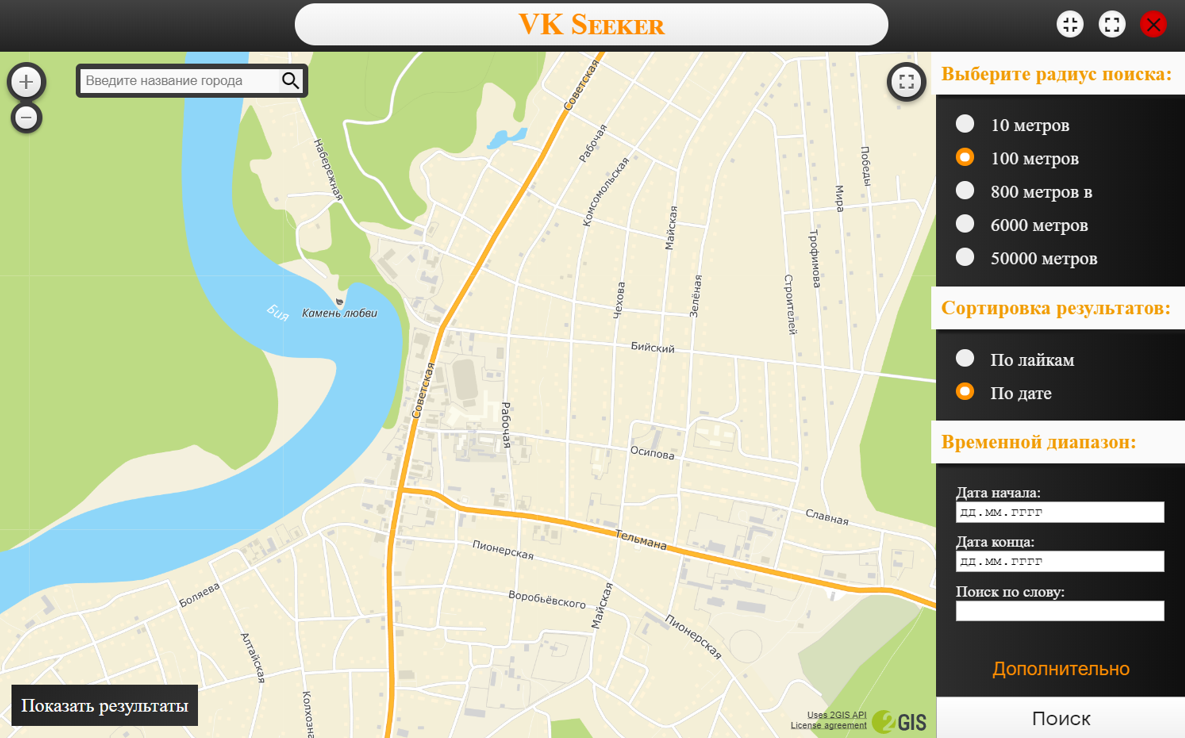 VK Seeker
Введите название города
Выберите радиус поиска:
10 метров
100 метров
800 метров в
6000 метров
50000 метров
Сортировка результатов:
По лайкам
По дате
Временной диапазон:
Дата начала:
дд.мм.гггг
Дата конца:
дд.мм.гггг
Поиск по слову:
Дополнительно
Поиск
Советская
Рабочая
Набережная
Комсомольская
Победы
Мира
Майская
Трофимова
Чехова
Зелёная
Строителей
Бия
Камень любви
Бийский
Советская
Рабочая
Осипова
Славная
Тельмана
Пионерская
Воробьёвского
Майская
Пионерская
Боляева
Алтайская
Колхозна
Показать результаты
Uses 2GIS API
License agreement
2GIS